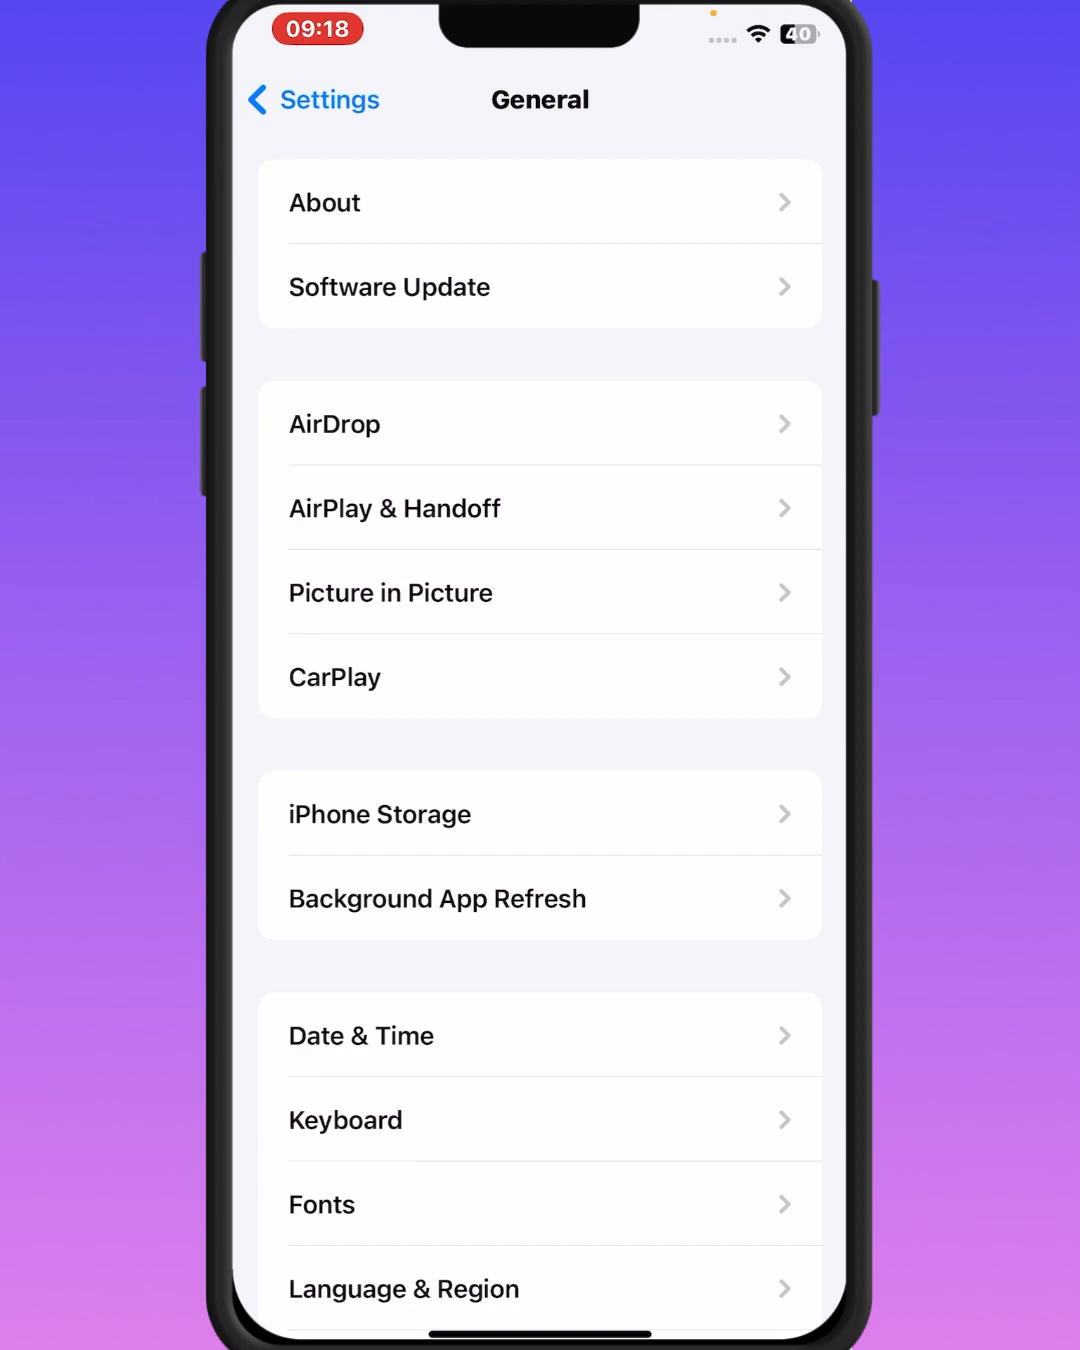 09:18
40
Settings
General
About
Software Update
AirDrop
AirPlay & Handoff
Picture in Picture
CarPlay
iPhone Storage
Background App Refresh
Date & Time
Keyboard
Fonts
Language & Region